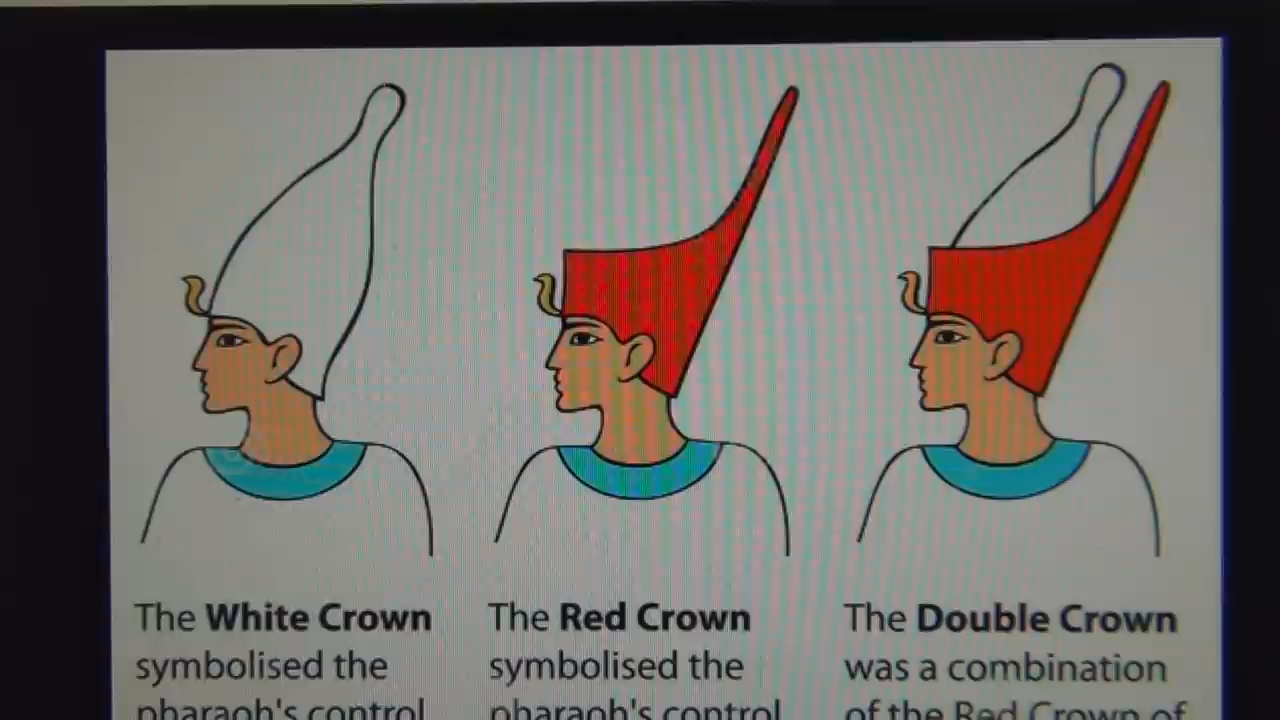 The White Crown
symbolised the
pharaoh's control
The Red Crown
symbolised the
pharaoh's control
The Double Crown
was a combination
of the Red Crown of